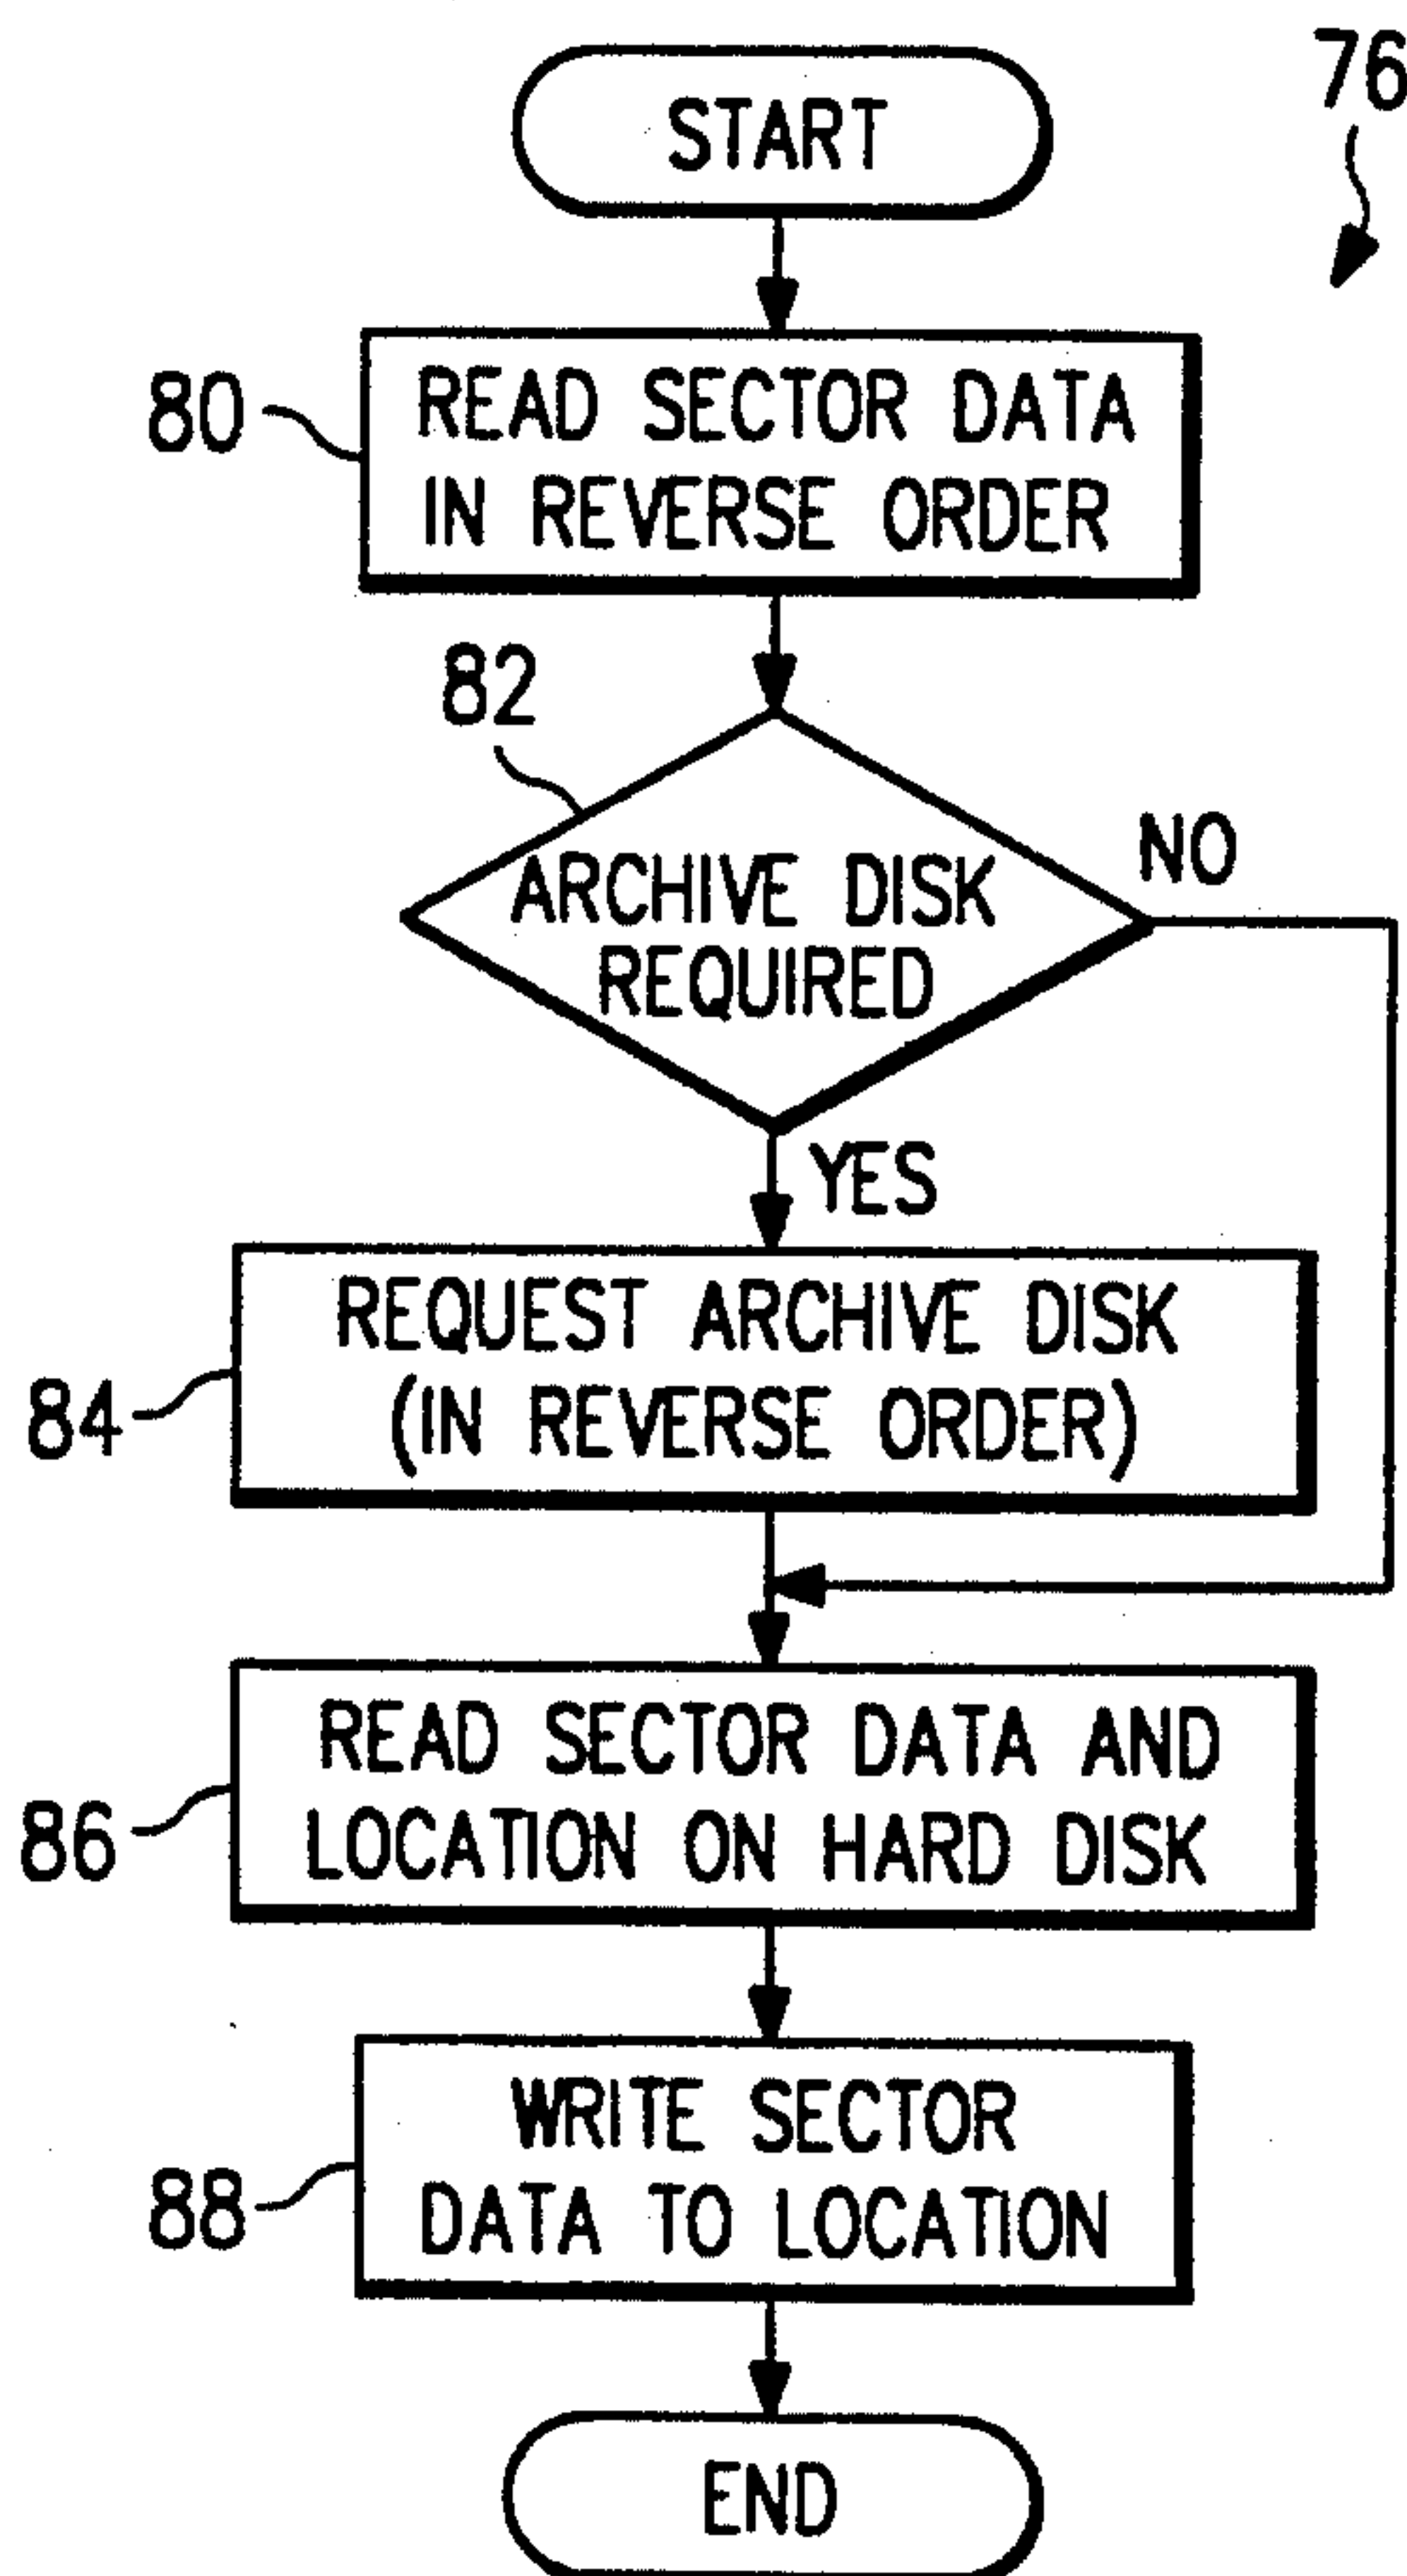 START
76
80
READ SECTOR DATA
IN REVERSE ORDER
82
ARCHIVE DISK
REQUIRED
NO
YES
84
REQUEST ARCHIVE DISK
(IN REVERSE ORDER)
86
READ SECTOR DATA AND
LOCATION ON HARD DISK
88
WRITE SECTOR
DATA TO LOCATION
END